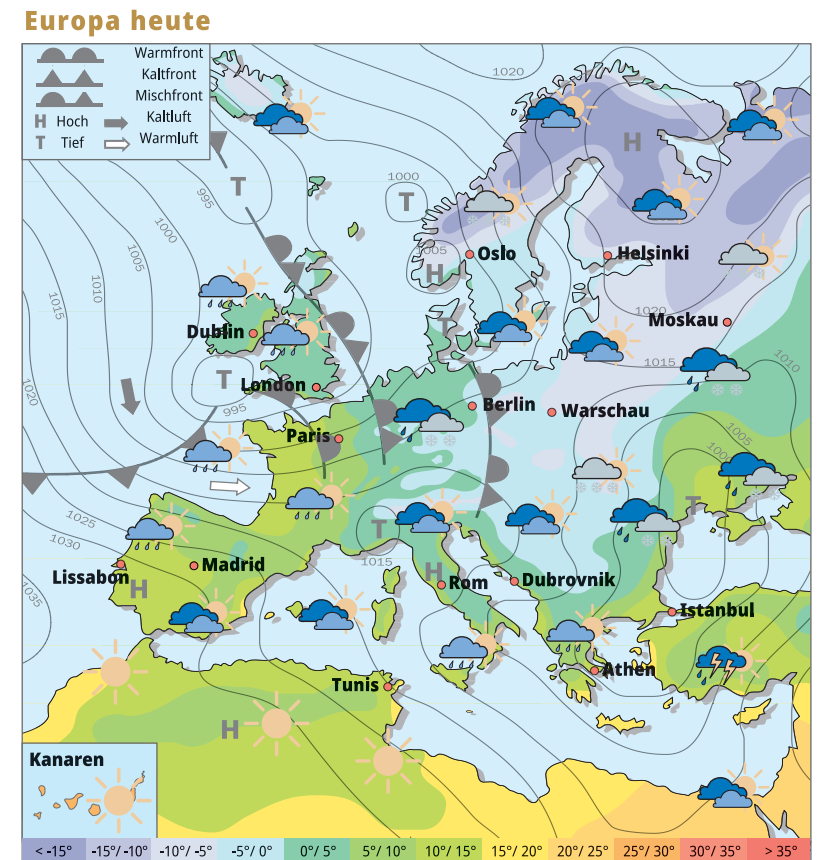 Europa heute
Warmfront
Kaltfront
Mischfront
H Hoch Kaltluft
T Tief Warmluft
1020
T
995
1000
T
H
1000
1005
1010
1015
1005
H
Oslo
Helsinki
1020
Moskau
Dublin
T
1015
1010
T
London
1020
995
Berlin
Warschau
Paris
1005
1005
1025
T
T
1030
1015
Lissabon
Madrid
H
H
Rom
Dubrovnik
1035
Istanbul
Athen
Tunis
H
Kanaren
< -15° -15°/ -10° -10°/ -5° -5°/ 0° 0°/ 5° 5°/ 10° 10°/ 15° 15°/ 20° 20°/ 25° 25°/ 30° 30°/ 35° > 35°